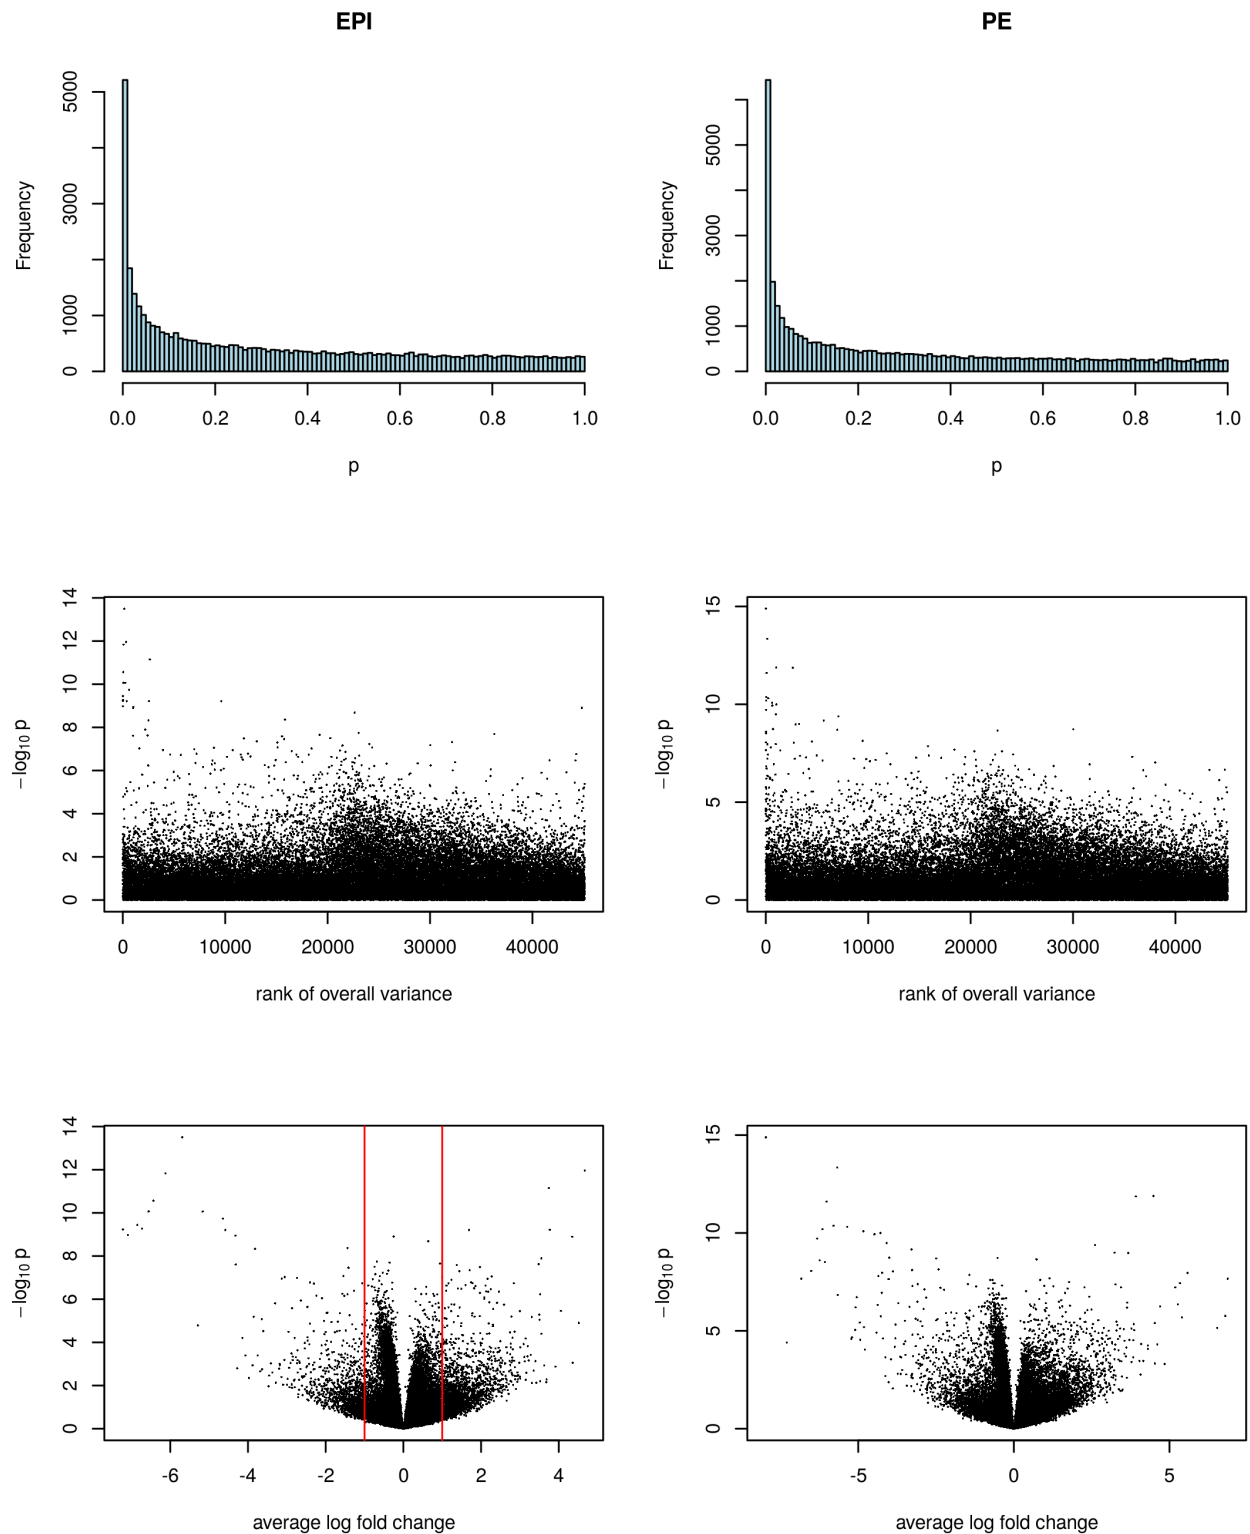 EPI
PE
Frequency
0
1000
3000
5000
0.0 0.2 0.4 0.6 0.8 1.0
p
Frequency
0
1000
3000
5000
0.0 0.2 0.4 0.6 0.8 1.0
p
−log10 p
0
2
4
6
8
10
12
14
0 10000 20000 30000 40000
rank of overall variance
−log10 p
0
5
10
15
0 10000 20000 30000 40000
rank of overall variance
−log10 p
0
2
4
6
8
10
12
14
-6 -4 -2 0 2 4
average log fold change
−log10 p
0
5
10
15
-5 0 5
average log fold change